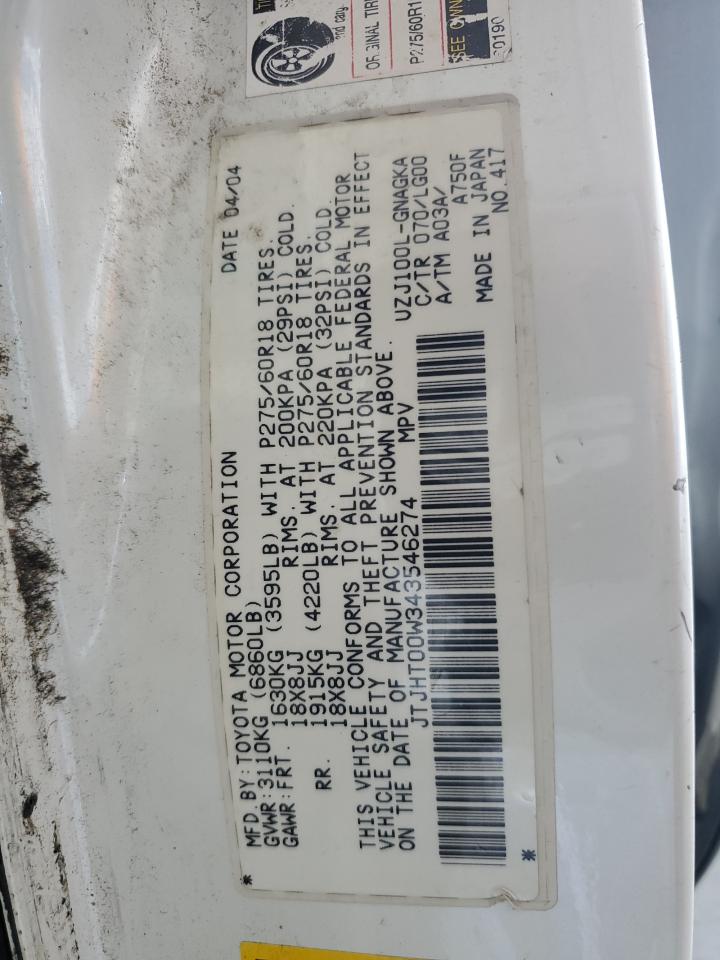 MFD. BY: TOYOTA MOTOR CORPORATION DATE 04/04
GVWR: 3110KG (6860LB)
GAWR: FRT. 1630KG (3595LB) WITH P275/60R18 TIRES.
18X8JJ RIMS. AT 200KPA (29PSI) COLD.
RR. 1915KG (4220LB) WITH P275/60R18 TIRES.
18X8JJ RIMS. AT 220KPA (32PSI) COLD.
THIS VEHICLE CONFORMS TO ALL APPLICABLE FEDERAL MOTOR
VEHICLE SAFETY AND THEFT PREVENTION STANDARDS IN EFFECT
ON THE DATE OF MANUFACTURE SHOWN ABOVE.
JTJHT00W343546274 MPV
UZJ100L-GNAGKA
C/TR 070/LG00
A/TM A03A/
A750F
MADE IN JAPAN
NO. 417
* *
P275/60R1
SEE